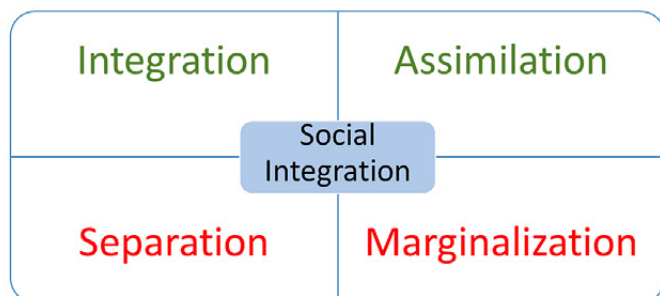 Integration
Assimilation
Social
Integration
Separation
Marginalization